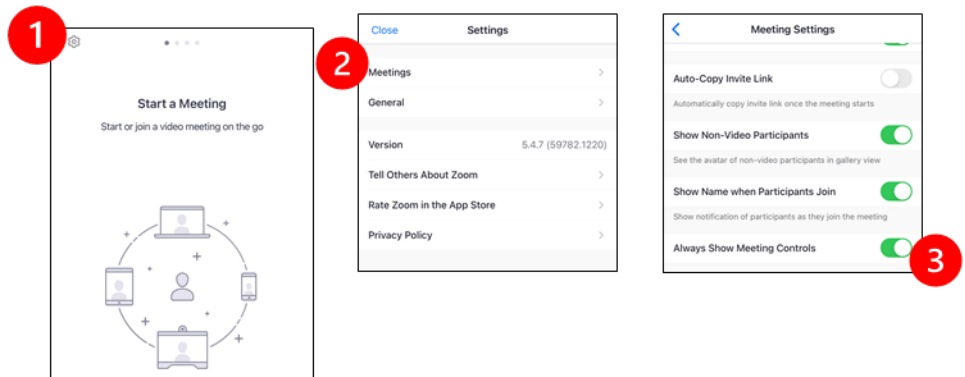 1
Start a Meeting
Start or join a video meeting on the go
2
Close Settings
Meetings
General
Version 5.4.7 (59782.1220)
Tell Others About Zoom
Rate Zoom in the App Store
Privacy Policy
Meeting Settings
Auto-Copy Invite Link
Automatically copy invite link once the meeting starts
Show Non-Video Participants
See the avatar of non-video participants in gallery view
Show Name when Participants Join
Show notification of participants as they join the meeting
Always Show Meeting Controls
3